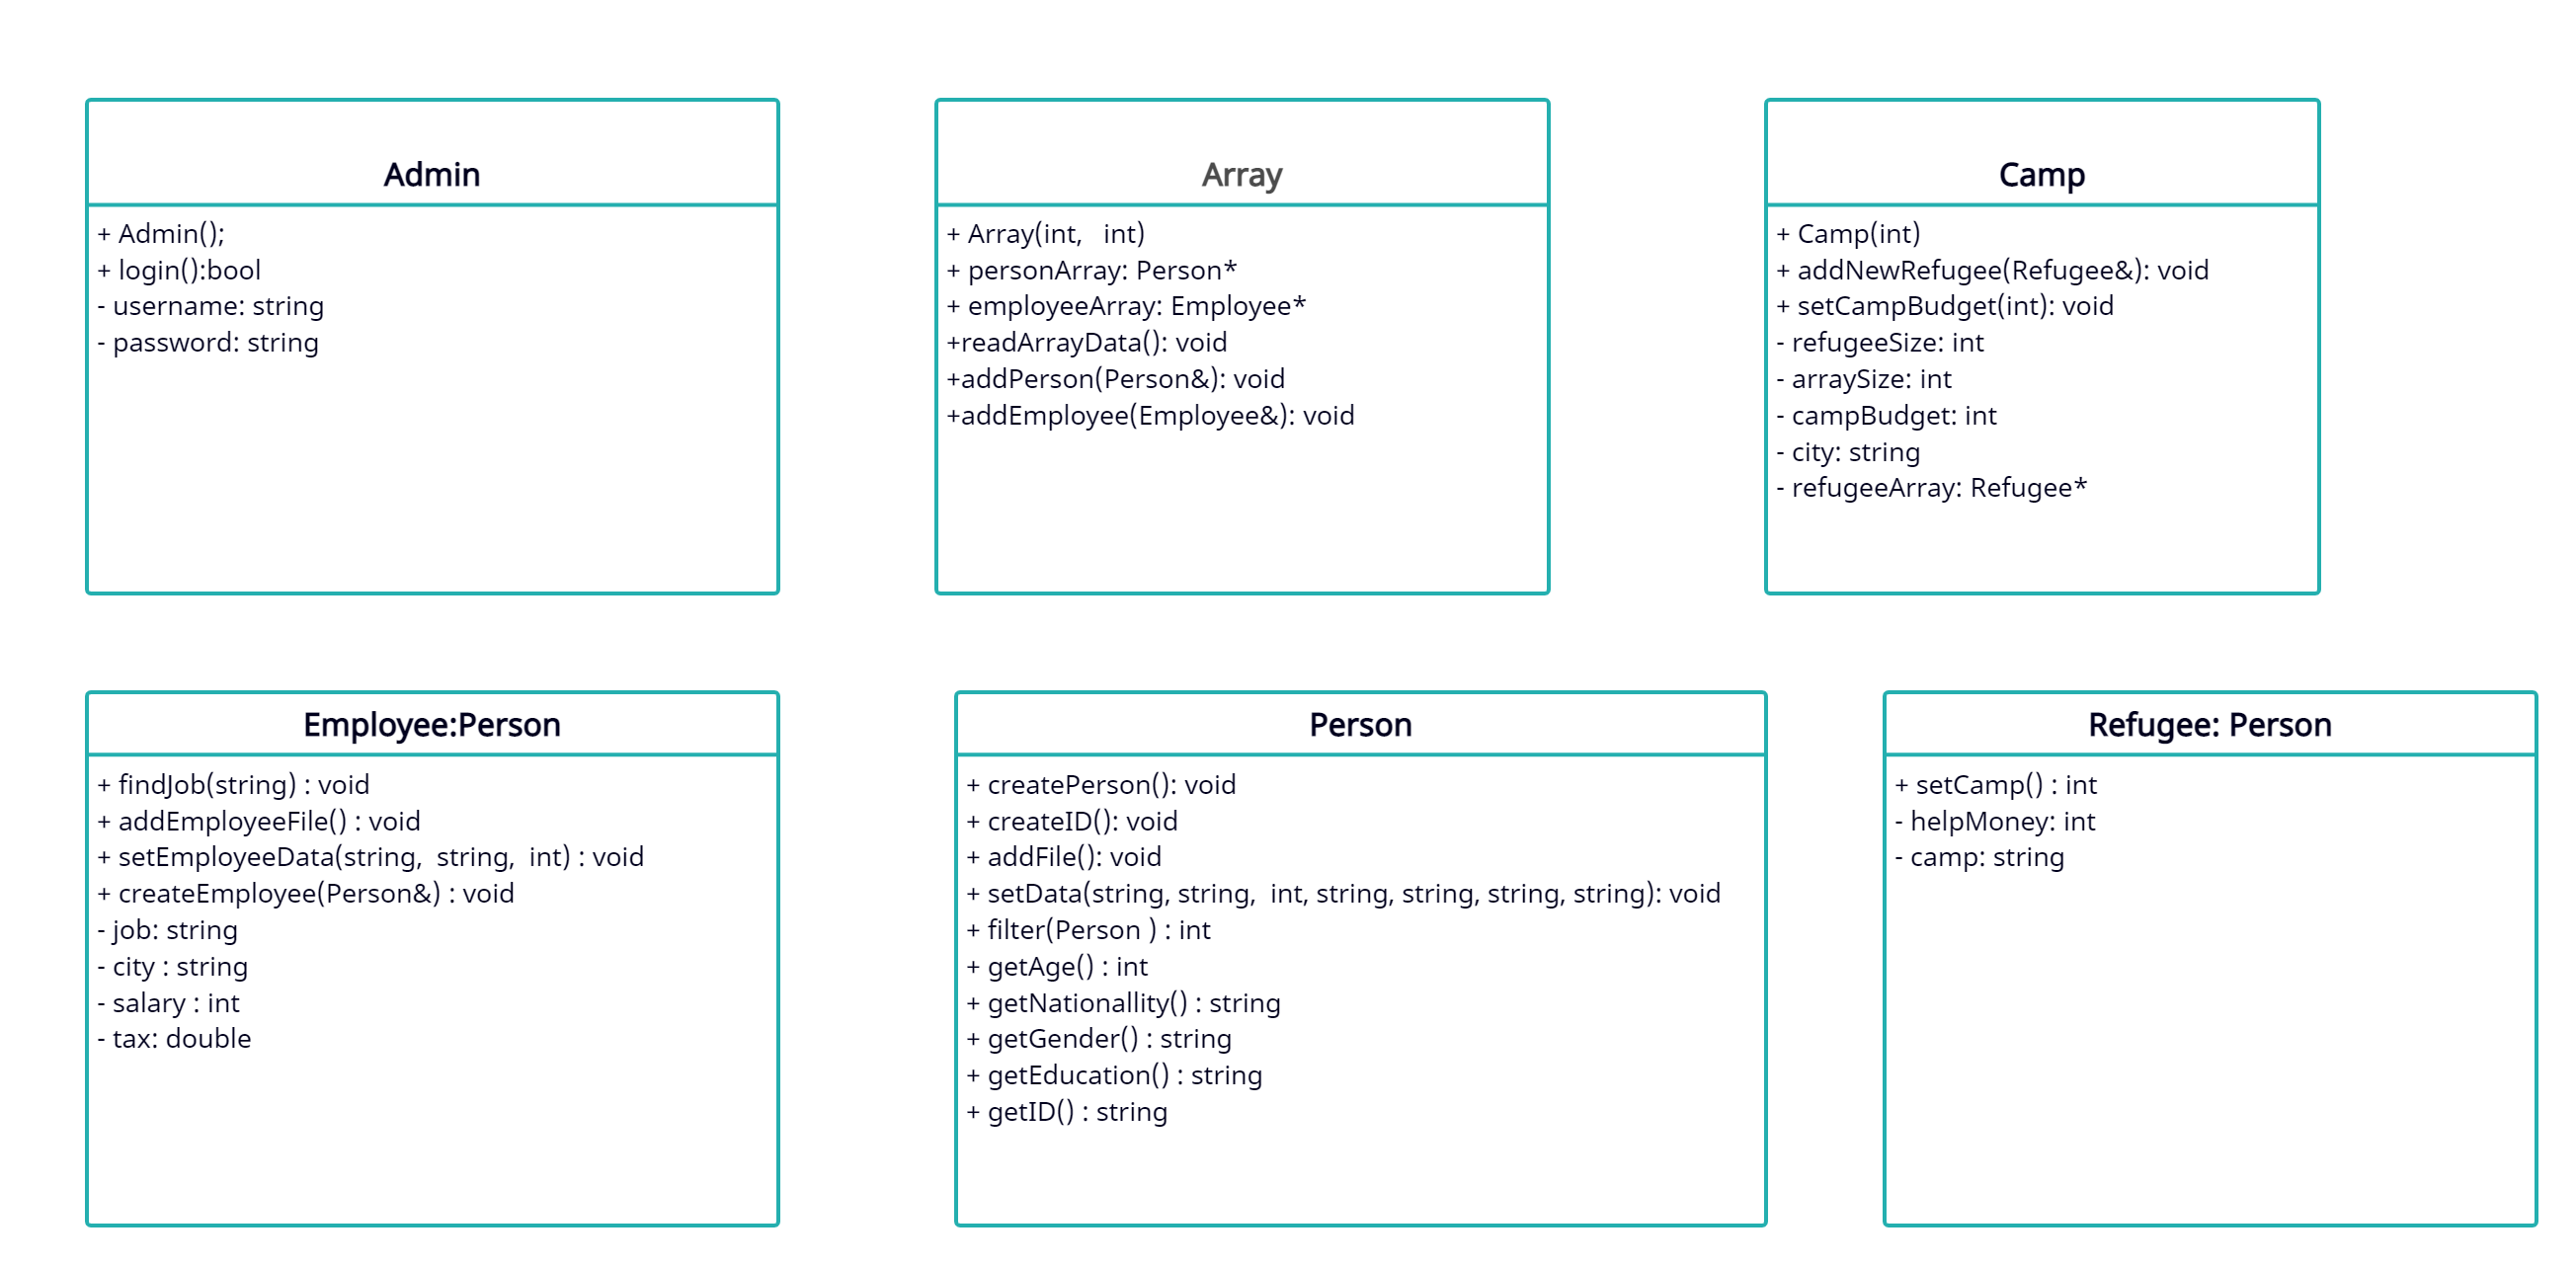 Admin
+ Admin();
+ login():bool
- username: string
- password: string
Array
+ Array(int,  int)
+ personArray: Person*
+ employeeArray: Employee*
+readArrayData(): void
+addPerson(Person&): void
+addEmployee(Employee&): void
Camp
+ Camp(int)
+ addNewRefugee(Refugee&): void
+ setCampBudget(int): void
- refugeeSize: int
- arraySize: int
- campBudget: int
- city: string
- refugeeArray: Refugee*
Employee:Person
+ findJob(string) : void
+ addEmployeeFile() : void
+ setEmployeeData(string,  string,  int) : void
+ createEmployee(Person&) : void
- job: string
- city : string
- salary : int
- tax: double
Person
+ createPerson(): void
+ createID(): void
+ addFile(): void
+ setData(string, string,  int, string, string, string, string): void
+ filter(Person ) : int
+ getAge() : int
+ getNationallity() : string
+ getGender() : string
+ getEducation() : string
+ getID() : string
Refugee: Person
+ setCamp() : int
- helpMoney: int
- camp: string